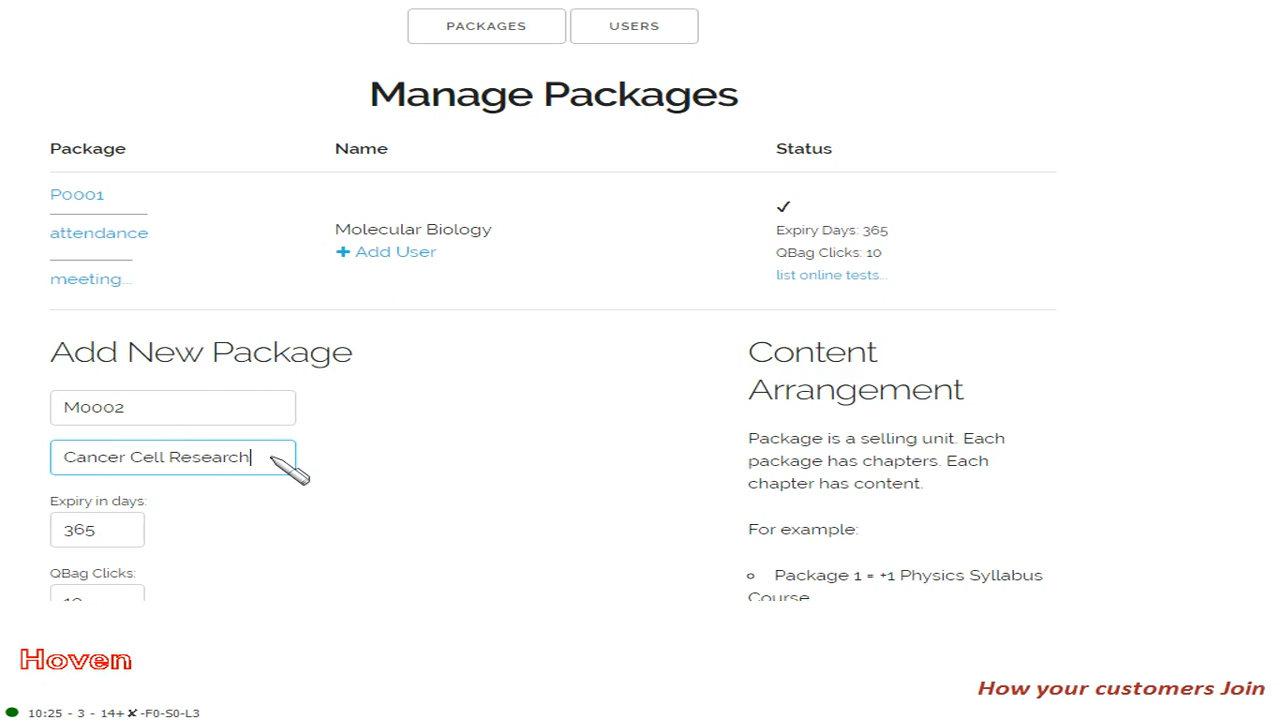 PACKAGES USERS
Manage Packages
Package Name Status
P0001
attendance
meeting...
Molecular Biology
+ Add User
✓
Expiry Days: 365
QBag Clicks: 10
list online tests...
Add New Package
M0002
Cancer Cell Research
Expiry in days:
365
QBag Clicks:
10
Content
Arrangement
Package is a selling unit. Each
package has chapters. Each
chapter has content.
For example:
Package 1 = +1 Physics Syllabus
Course
Hoven
How your customers Join
10:25 - 3 - 14+✘-F0-S0-L3